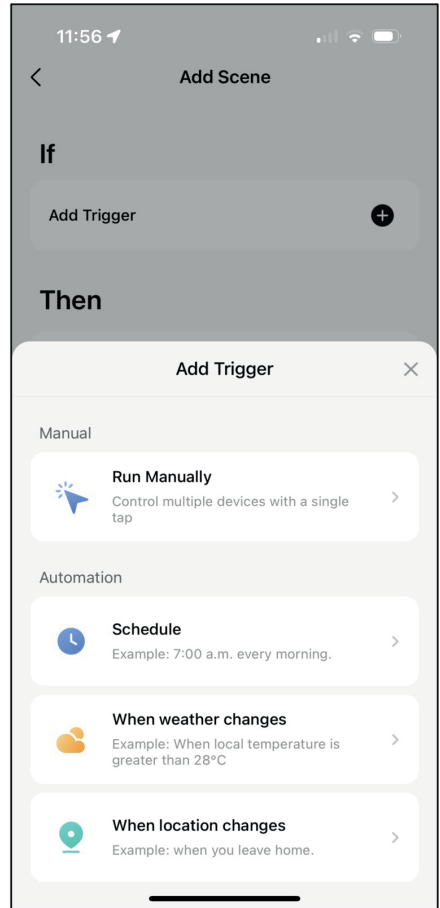 11:56
Add Scene
If
Add Trigger
Then
Add Trigger
Manual
Run Manually
Control multiple devices with a single
tap
Automation
Schedule
Example: 7:00 a.m. every morning.
When weather changes
Example: When local temperature is
greater than 28°C
When location changes
Example: when you leave home.